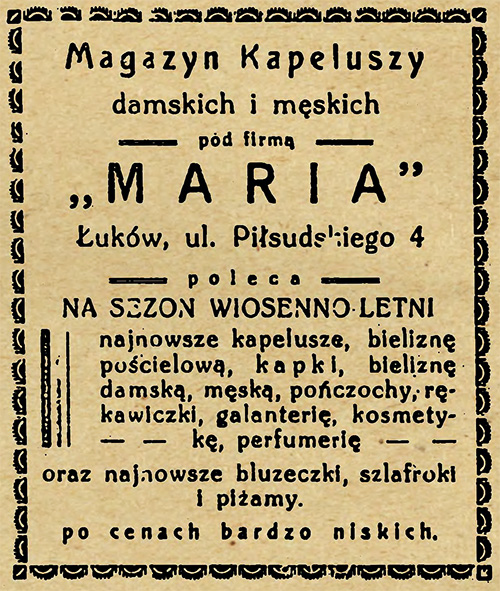 Magazyn Kapeluszy
damskich i męskich
pód firmą
„MARIA”
Łuków, ul. Piłsudskiego 4
poleca
NA SEZON WIOSENNO-LETNI
najnowsze kapelusze, bieliznę
pościelową, kapki, bieliznę
damską, męską, pończochy, rę-
kawiczki, galanterię, kosmety-
— — kę, perfumerię — —
oraz najnowsze bluzeczki, szlafroki
i piżamy.
po cenach bardzo niskich.